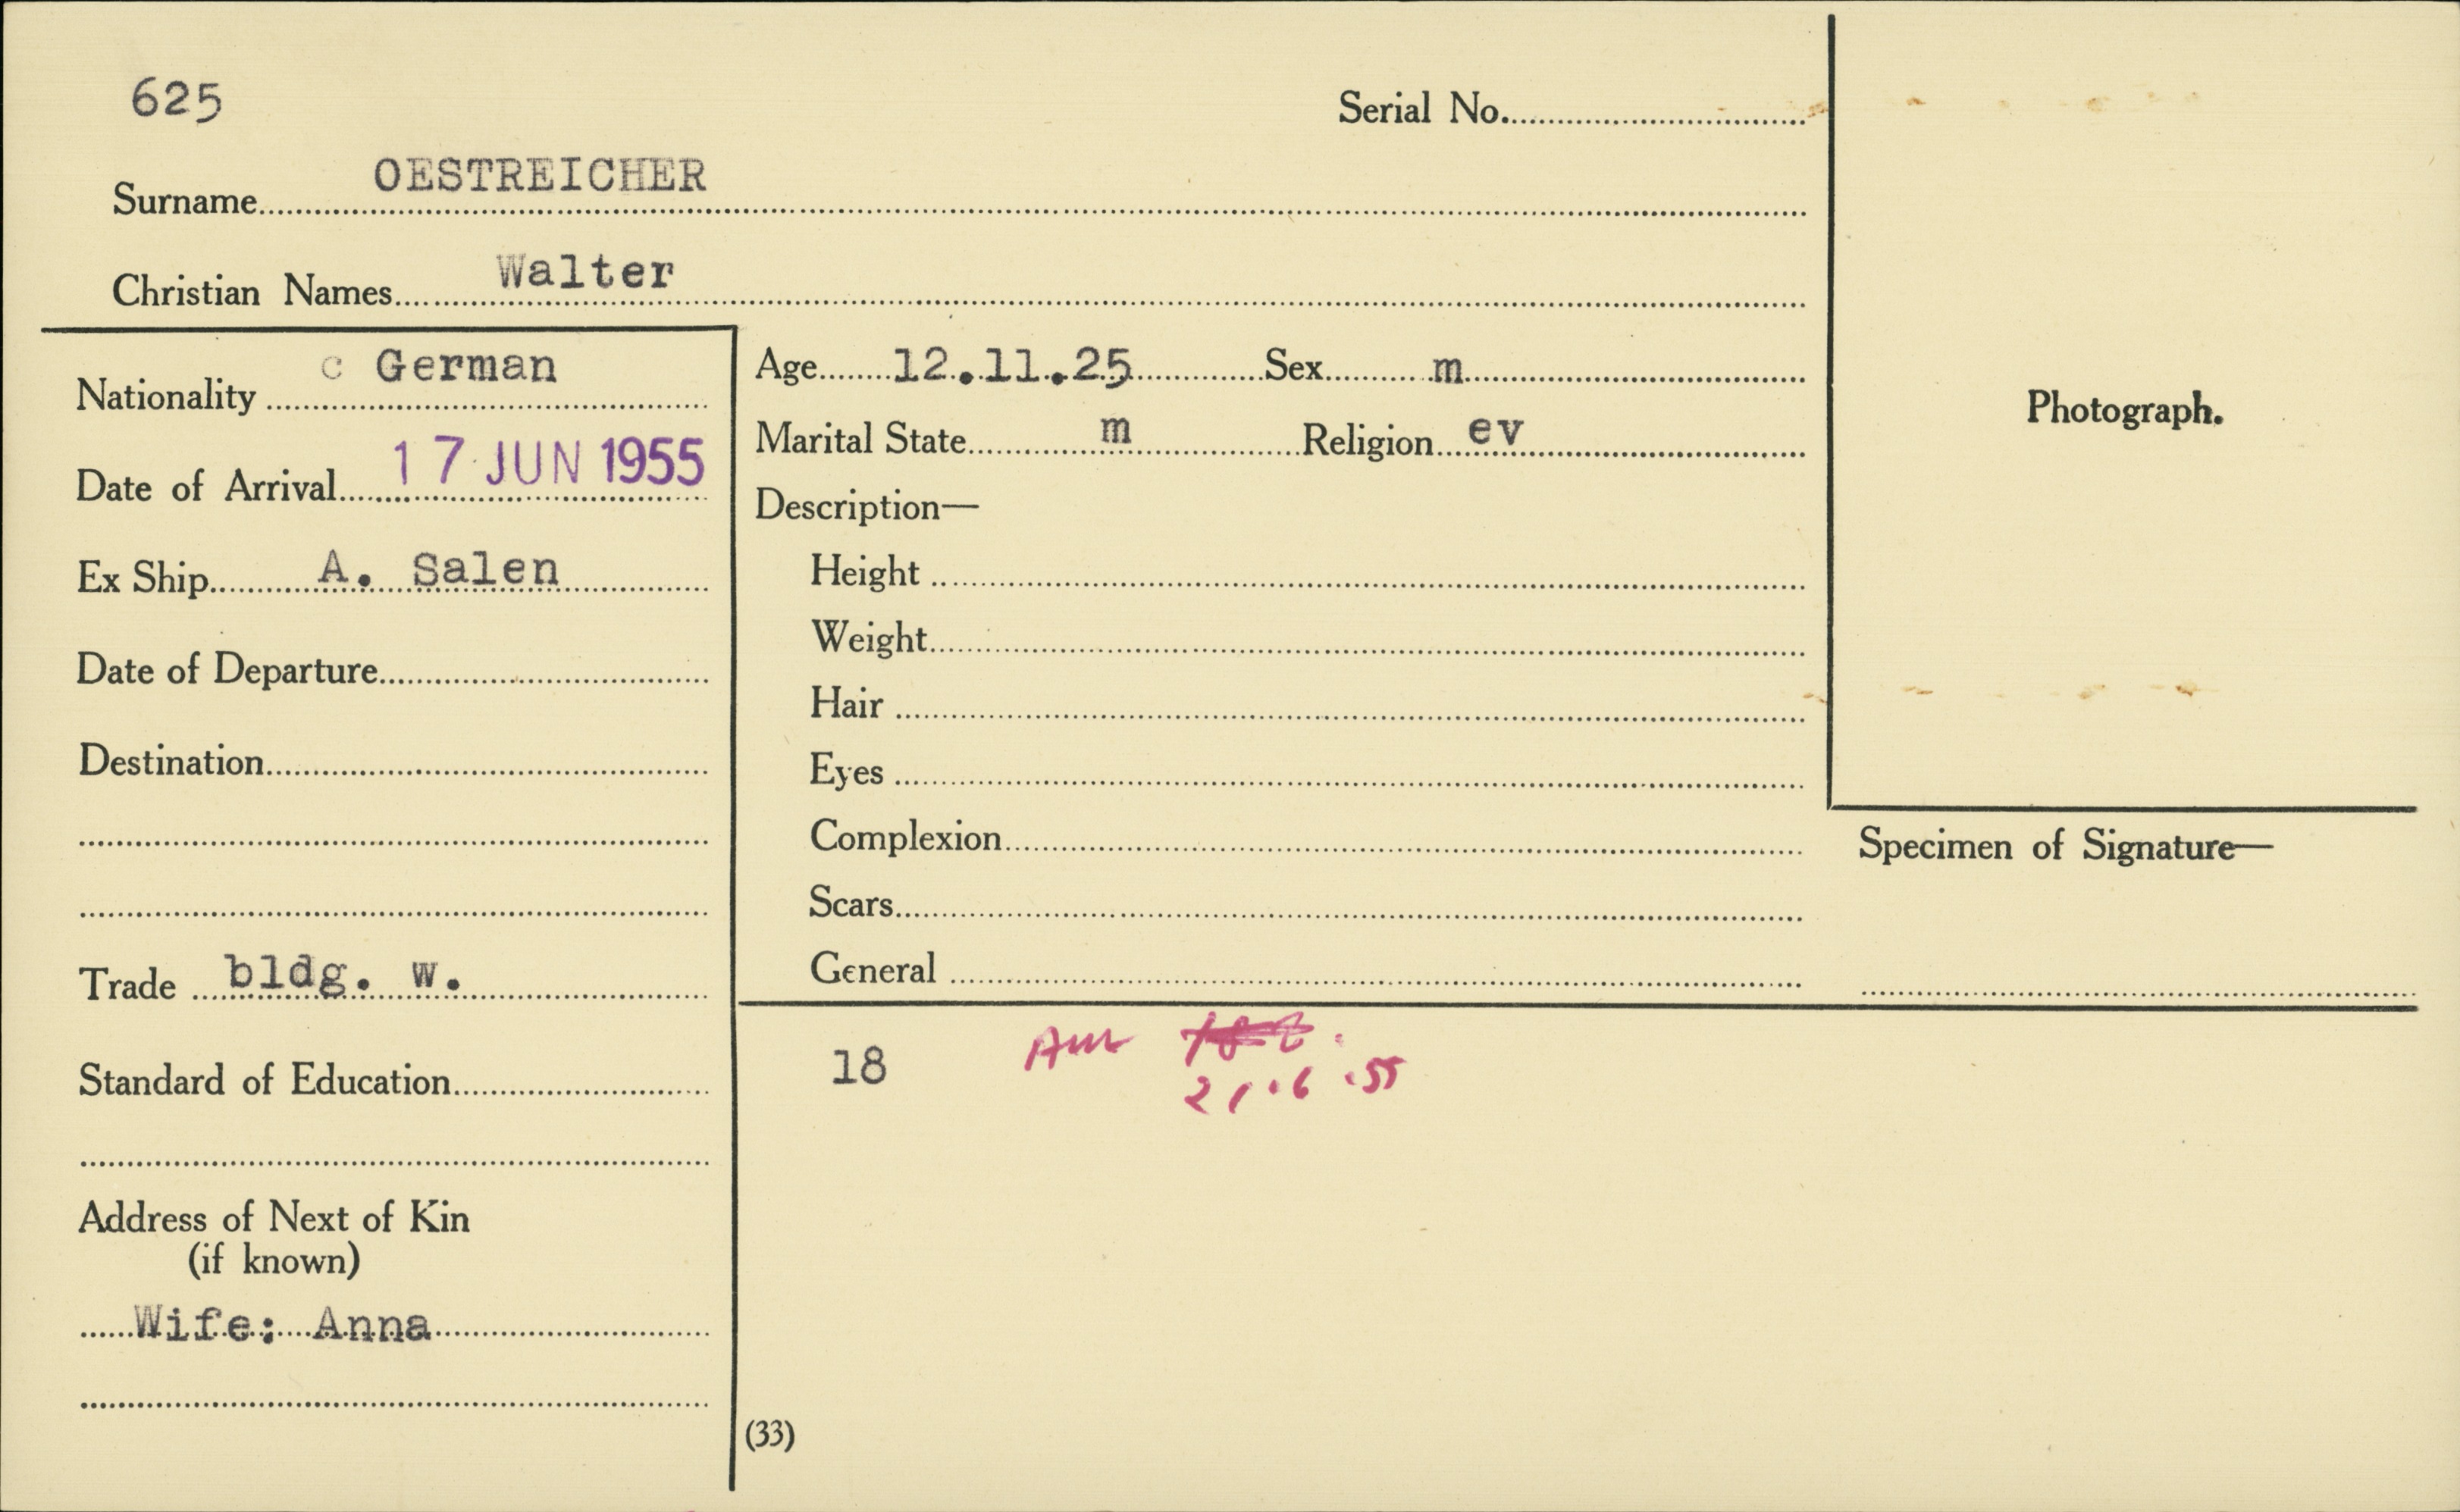 625
Serial No.
Surname OESTREICHER
Christian Names Walter
Nationality c German
Date of Arrival 17 JUN 1955
Ex Ship A. Salen
Date of Departure
Destination
Trade bldg. w.
Standard of Education
Address of Next of Kin
(if known)
Wife: Anna
Age 12.11.25 Sex m
Marital State m Religion ev
Description—
Height
Weight
Hair
Eyes
Complexion
Scars
General
Photograph.
Specimen of Signature—
18
21.6.55
(33)